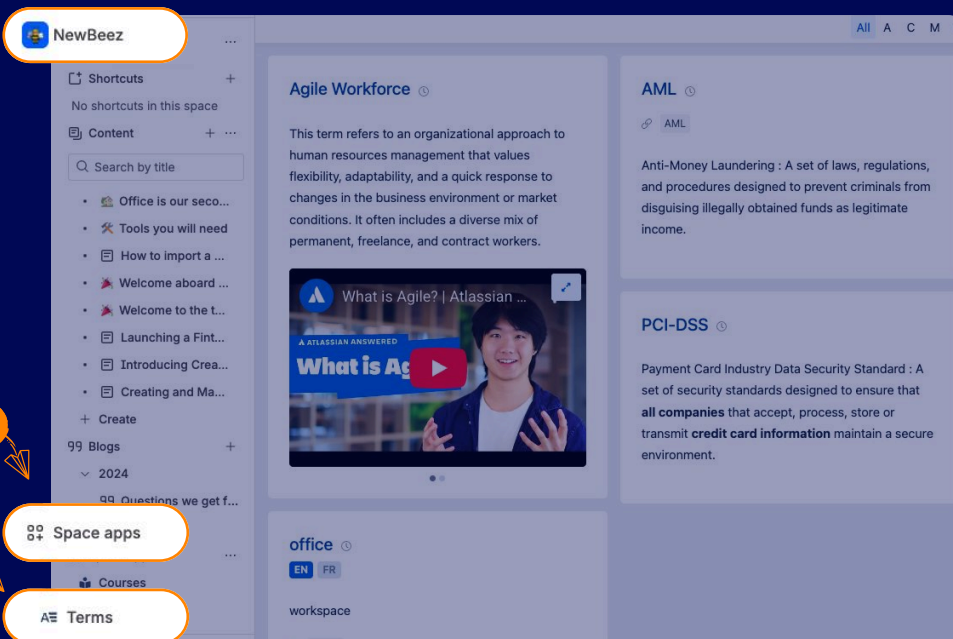 NewBeez
Shortcuts
No shortcuts in this space
Content
Search by title
Office is our seco...
Tools you will need
How to import a ...
Welcome aboard ...
Welcome to the t...
Launching a Fint...
Introducing Crea...
Creating and Ma...
Create
Blogs
2024
Questions we get f...
Space apps
Courses
Terms
All A C M
Agile Workforce
This term refers to an organizational approach to
human resources management that values
flexibility, adaptability, and a quick response to
changes in the business environment or market
conditions. It often includes a diverse mix of
permanent, freelance, and contract workers.
What is Agile? | Atlassian ...
ATLASSIAN ANSWERED
What is Ag
office
EN FR
workspace
AML
AML
Anti-Money Laundering : A set of laws, regulations,
and procedures designed to prevent criminals from
disguising illegally obtained funds as legitimate
income.
PCI-DSS
Payment Card Industry Data Security Standard : A
set of security standards designed to ensure that
all companies that accept, process, store or
transmit credit card information maintain a secure
environment.